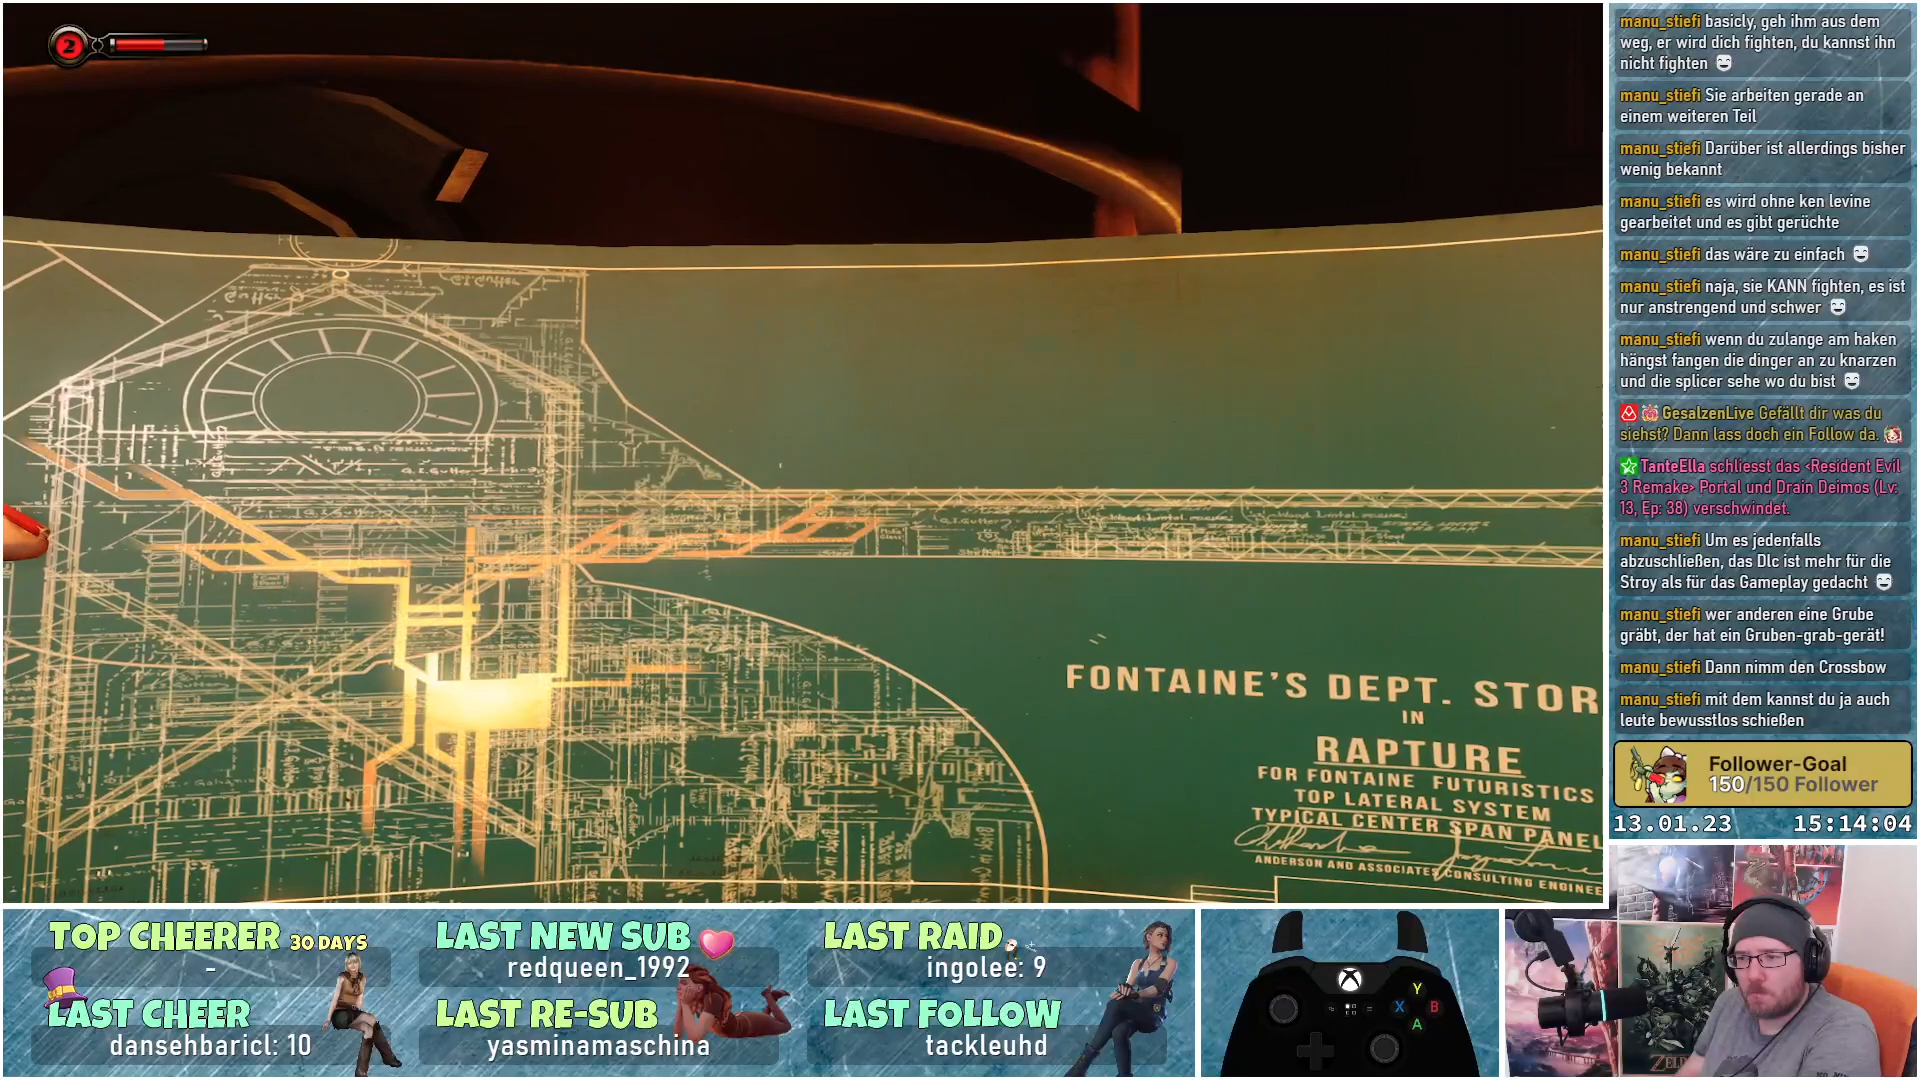 2
FONTAINE'S DEPT. STOR
IN
RAPTURE
FOR FONTAINE FUTURISTICS
TOP LATERAL SYSTEM
TYPICAL CENTER SPAN PANEL
ANDERSON AND ASSOCIATES CONSULTING ENGINEE
manu_stiefi basicly, geh ihm aus dem
weg, er wird dich fighten, du kannst ihn
nicht fighten
manu_stiefi Sie arbeiten gerade an
einem weiteren Teil
manu_stiefi Darüber ist allerdings bisher
wenig bekannt
manu_stiefi es wird ohne ken levine
gearbeitet und es gibt gerüchte
manu_stiefi das wäre zu einfach
manu_stiefi naja, sie KANN fighten, es ist
nur anstrengend und schwer
manu_stiefi wenn du zulange am haken
hängst fangen die dinger an zu knarzen
und die splicer sehe wo du bist
GesalzenLive Gefällt dir was du
siehst? Dann lass doch ein Follow da.
TanteElla schliesst das <Resident Evil
3 Remake> Portal und Drain Deimos (Lv:
13, Ep: 38) verschwindet.
manu_stiefi Um es jedenfalls
abzuschließen, das Dlc ist mehr für die
Stroy als für das Gameplay gedacht
manu_stiefi wer anderen eine Grube
gräbt, der hat ein Gruben-grab-gerät!
manu_stiefi Dann nimm den Crossbow
manu_stiefi mit dem kannst du ja auch
leute bewusstlos schießen
Follower-Goal
150/150 Follower
13.01.23 15:14:04
TOP CHEERER 30 DAYS
-
LAST CHEER
dansehbaricl: 10
LAST NEW SUB
redqueen_1992
LAST RE-SUB
yasminamaschina
LAST RAID
ingolee: 9
LAST FOLLOW
tackleuhd
Y
X B
A
ZELD